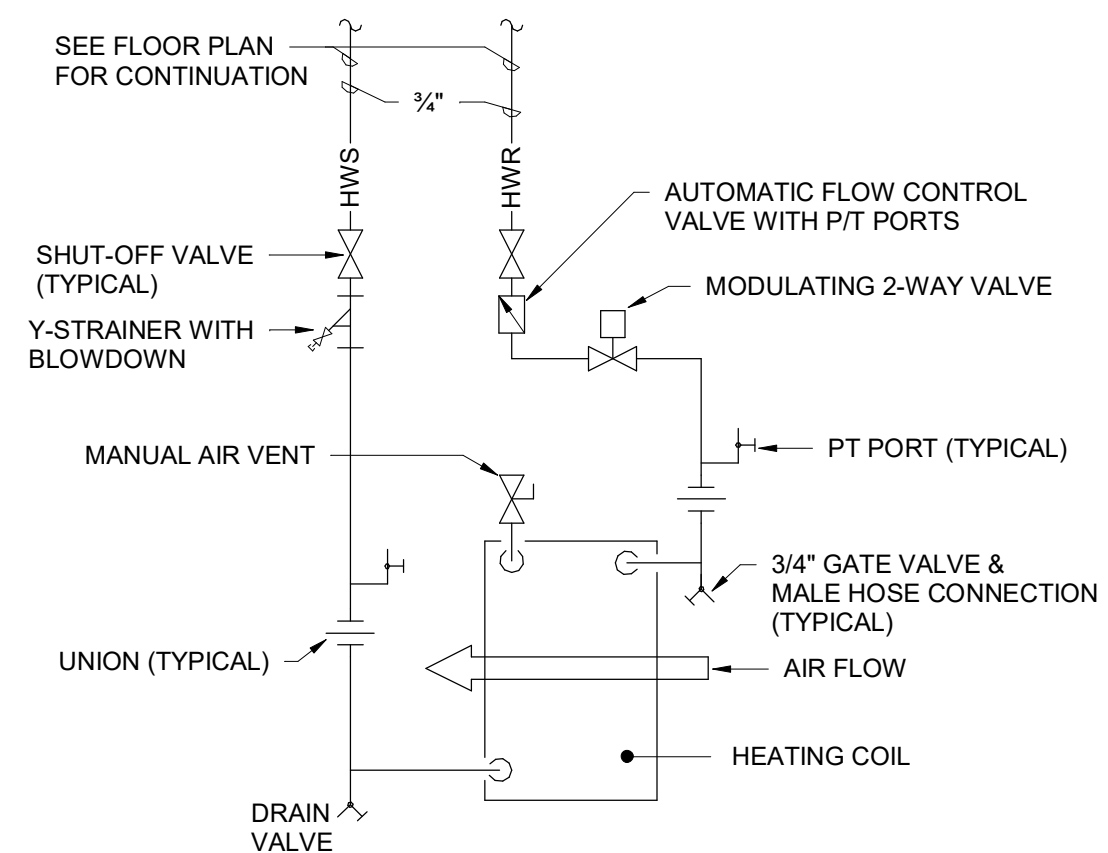 SEE FLOOR PLAN
FOR CONTINUATION
¾"
HWS
HWR
AUTOMATIC FLOW CONTROL
VALVE WITH P/T PORTS
SHUT-OFF VALVE
(TYPICAL)
MODULATING 2-WAY VALVE
Y-STRAINER WITH
BLOWDOWN
MANUAL AIR VENT
PT PORT (TYPICAL)
3/4" GATE VALVE &
MALE HOSE CONNECTION
(TYPICAL)
UNION (TYPICAL)
AIR FLOW
HEATING COIL
DRAIN
VALVE